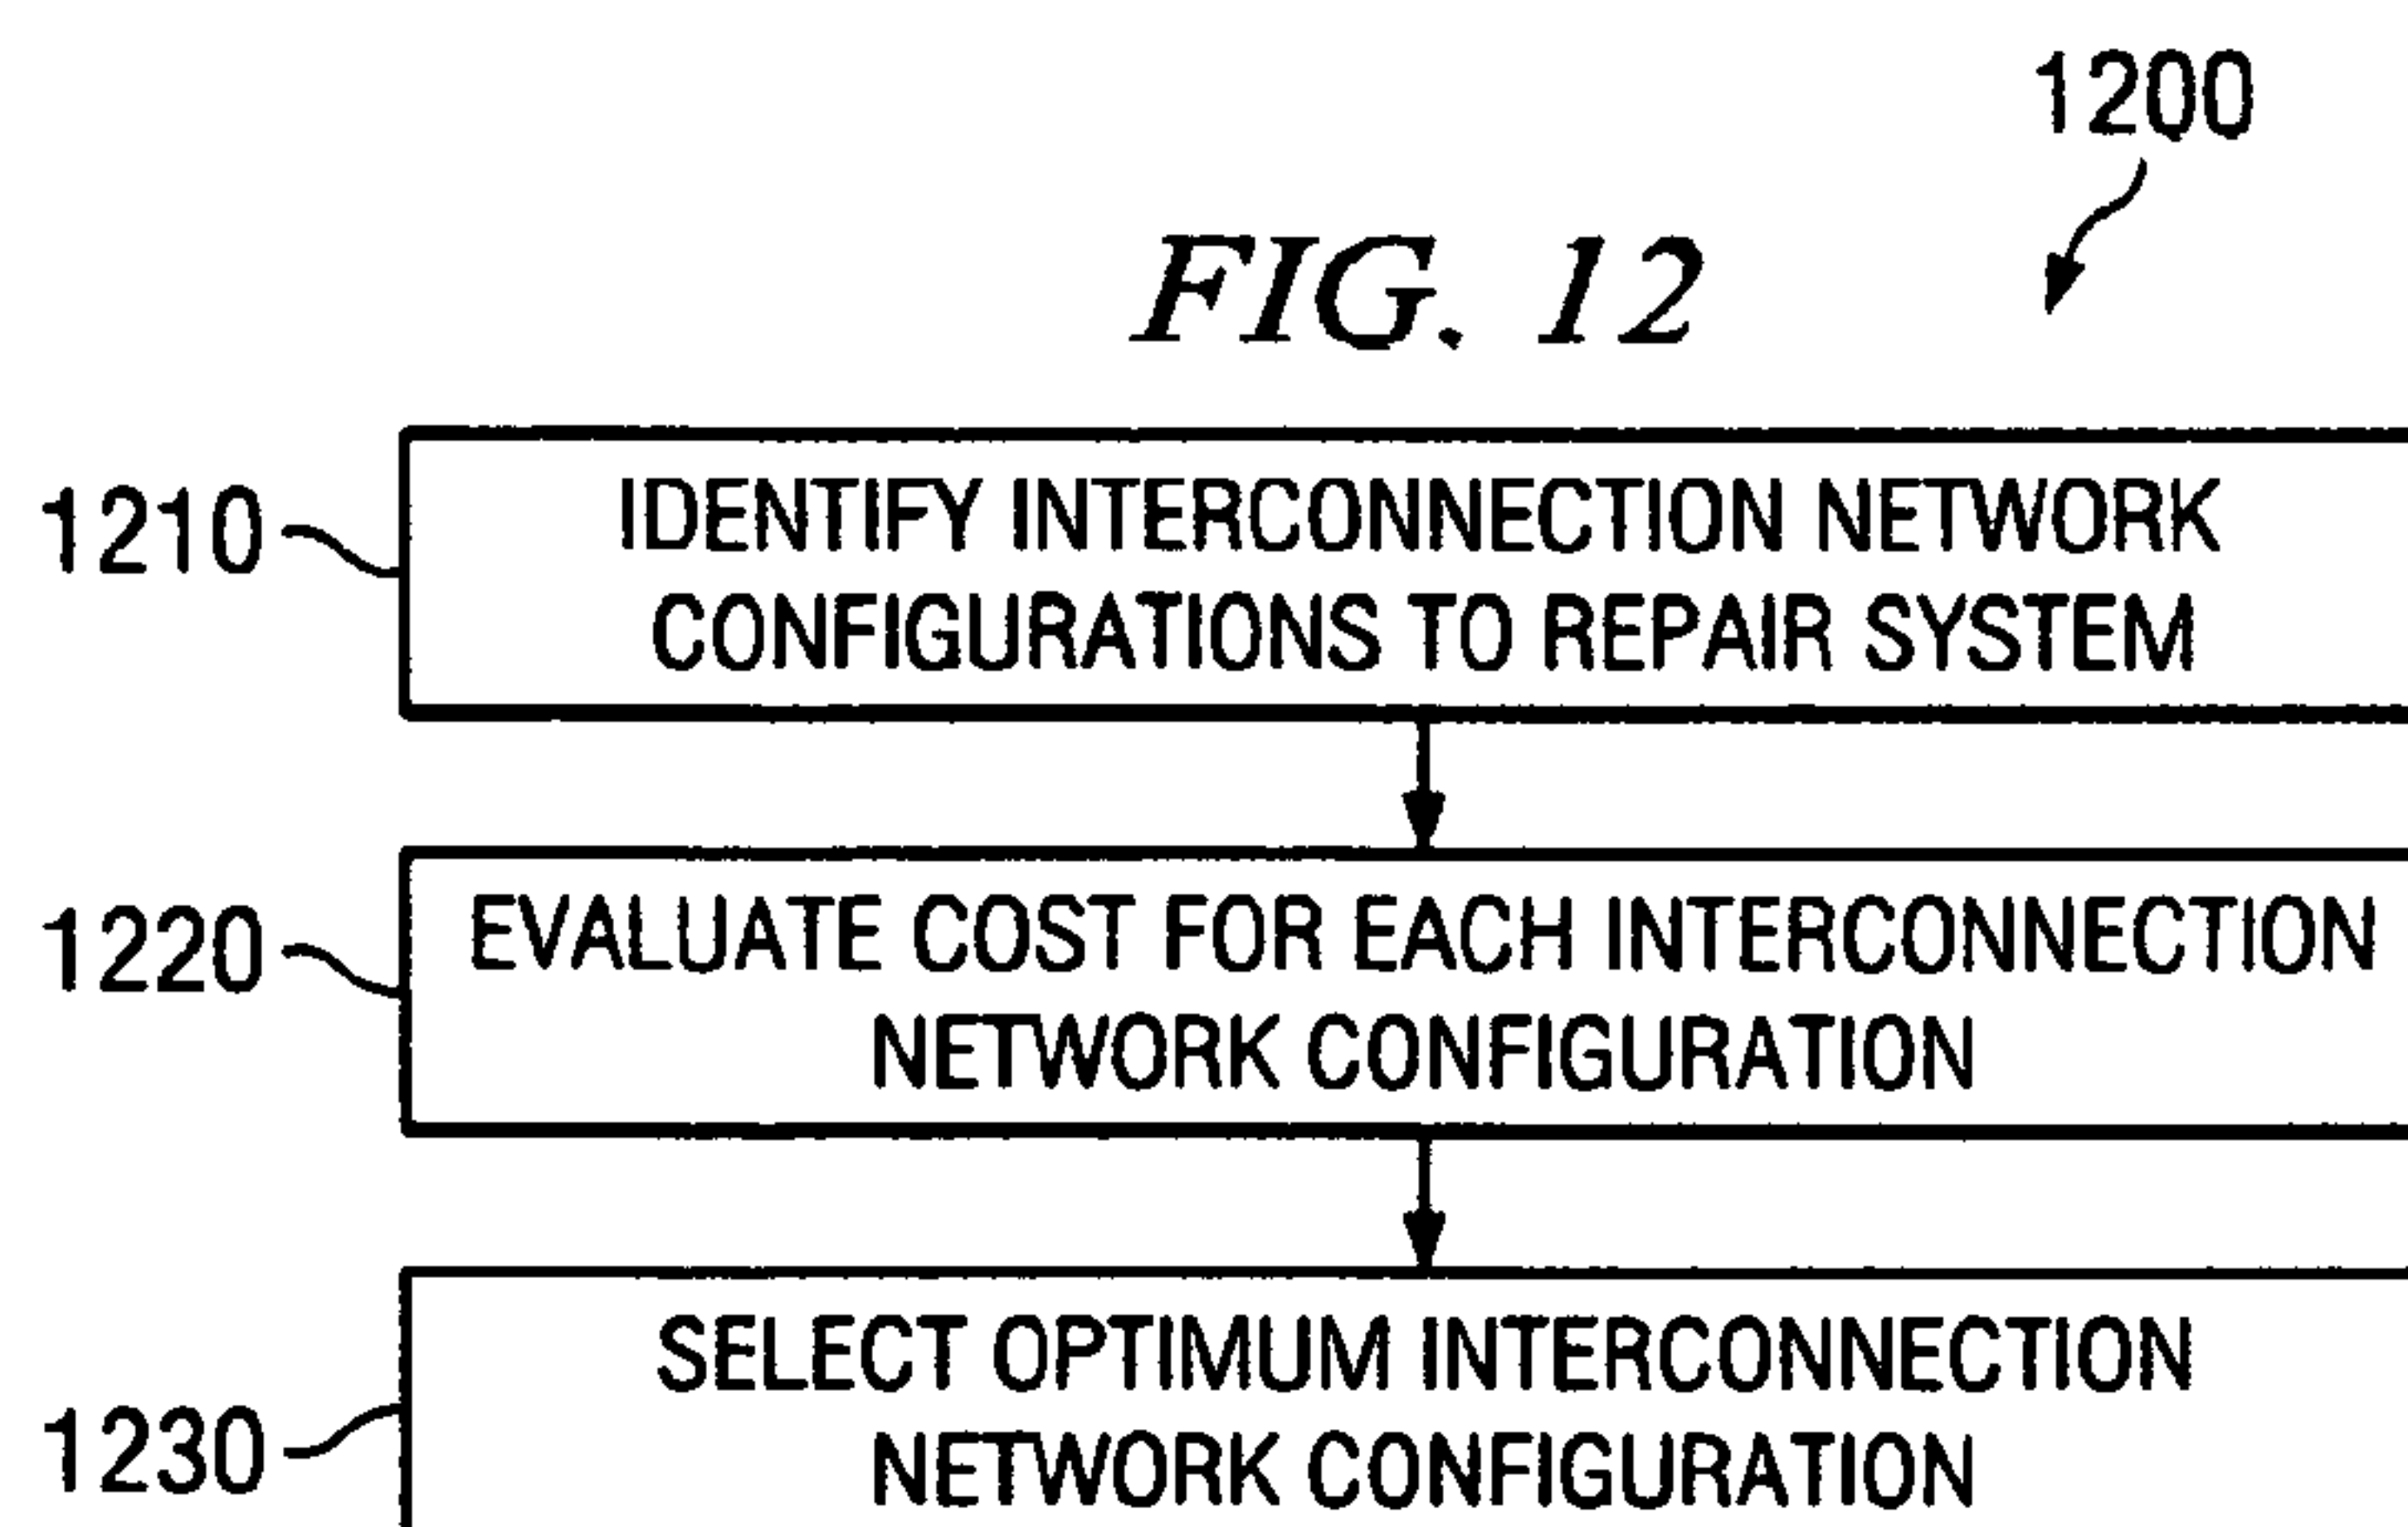 1200
FIG. 12
1210
IDENTIFY INTERCONNECTION NETWORK
CONFIGURATIONS TO REPAIR SYSTEM
1220
EVALUATE COST FOR EACH INTERCONNECTION
NETWORK CONFIGURATION
1230
SELECT OPTIMUM INTERCONNECTION
NETWORK CONFIGURATION